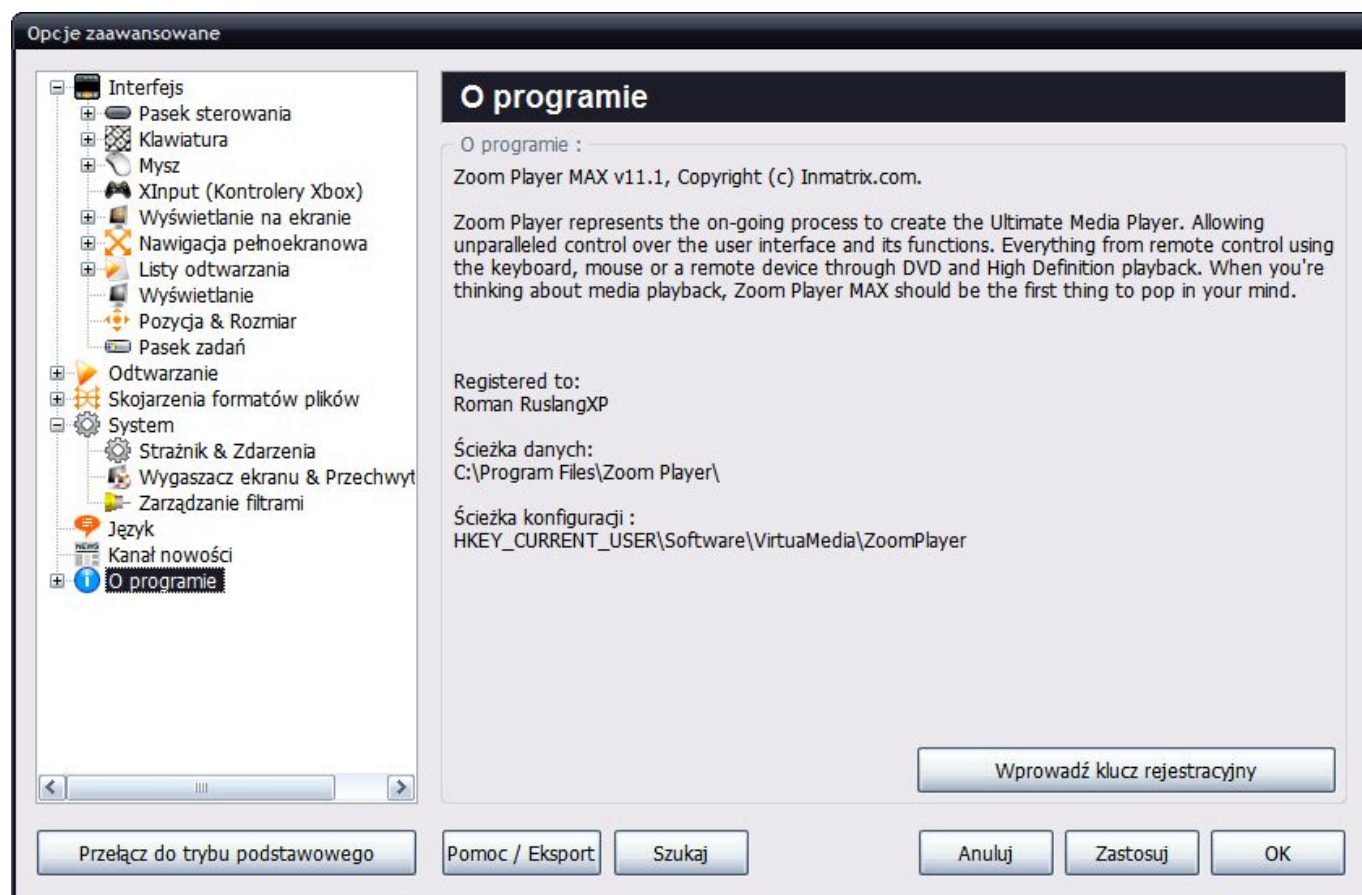 Opcje zaawansowane
Interfejs
Pasek sterowania
Klawiatura
Mysz
XInput (Kontrolery Xbox)
Wyświetlanie na ekranie
Nawigacja pełnoekranowa
Listy odtwarzania
Wyświetlanie
Pozycja & Rozmiar
Pasek zadań
Odtwarzanie
Skojarzenia formatów plików
System
Strażnik & Zdarzenia
Wygaszacz ekranu & Przechwyt
Zarządzanie filtrami
Język
NEWS
Kanał nowości
O programie
O programie
O programie :
Zoom Player MAX v11.1, Copyright (c) Inmatrix.com.
Zoom Player represents the on-going process to create the Ultimate Media Player. Allowing
unparalleled control over the user interface and its functions. Everything from remote control using
the keyboard, mouse or a remote device through DVD and High Definition playback. When you're
thinking about media playback, Zoom Player MAX should be the first thing to pop in your mind.
Registered to:
Roman RuslangXP
Ścieżka danych:
C:\Program Files\Zoom Player\
Ścieżka konfiguracji :
HKEY_CURRENT_USER\Software\VirtuaMedia\ZoomPlayer
Wprowadź klucz rejestracyjny
Przełącz do trybu podstawowego
Pomoc / Eksport
Szukaj
Anuluj
Zastosuj
OK